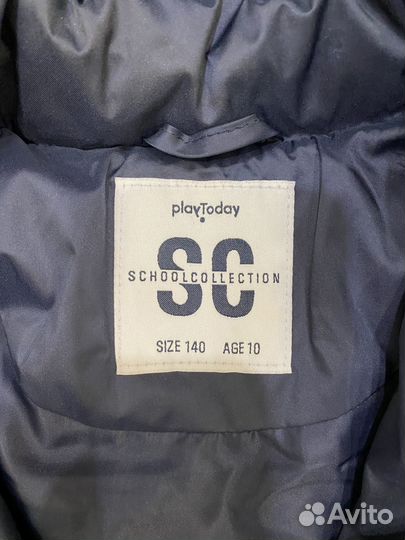 playToday
SC
SCHOOLCOLLECTION
SIZE 140 AGE 10
Avito